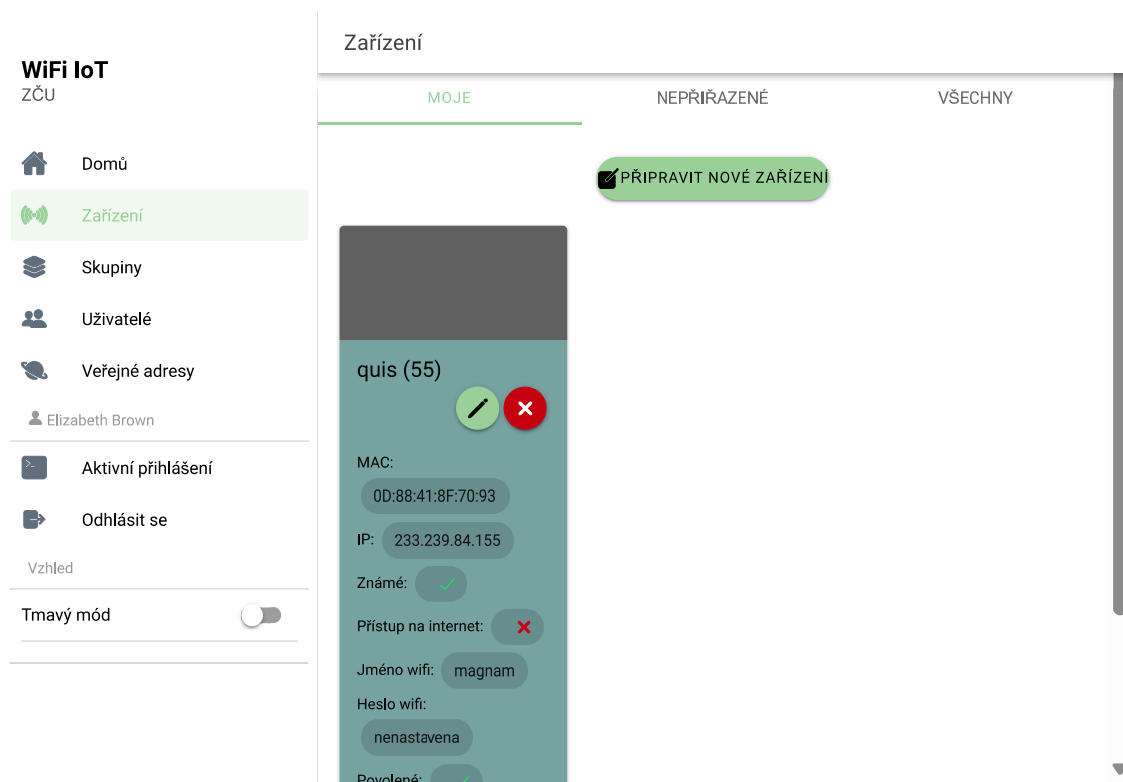 WiFi IoT
ZČU
Domů
Zařízení
Skupiny
Uživatelé
Veřejné adresy
Elizabeth Brown
Aktivní přihlášení
Odhlásit se
Vzhled
Tmavý mód
Zařízení
MOJE NEPŘIŘAZENÉ VŠECHNY
PŘIPRAVIT NOVÉ ZAŘÍZENÍ
quis (55)
MAC:
0D:88:41:8F:70:93
IP: 233.239.84.155
Známé:
Přístup na internet:
Jméno wifi: magnam
Heslo wifi:
nenastavena
Povolené: